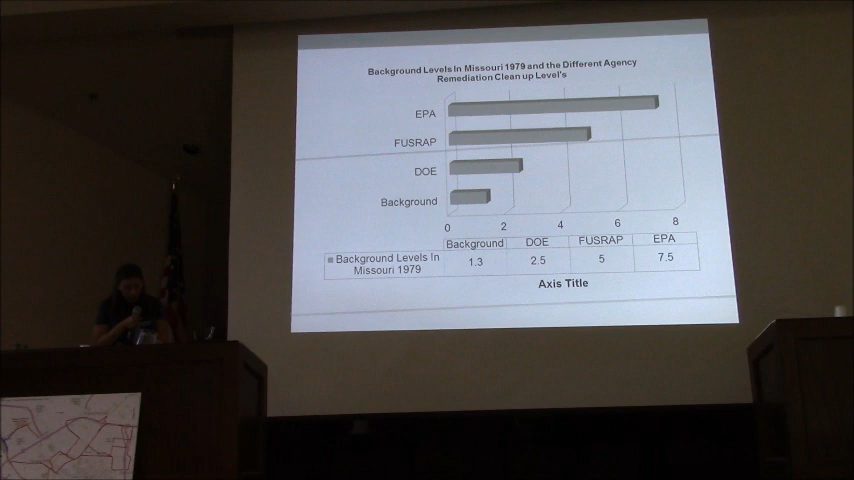 Background Levels In Missouri 1979 and the Different Agency
Remediation Clean up Level's
EPA
FUSRAP
DOE
Background
0 2 4 6 8
Background DOE FUSRAP EPA
Background Levels In
Missouri 1979
1.3 2.5 5 7.5
Axis Title